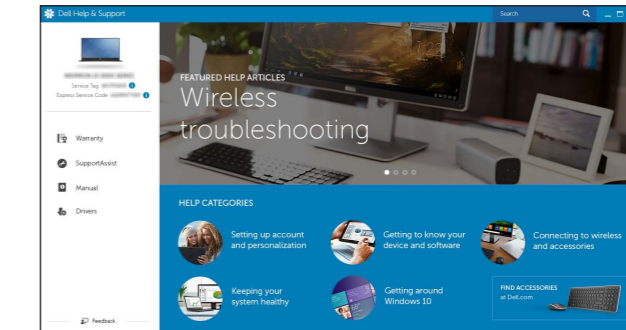 Dell Help & Support
Search
Service Tag:
Express Service Code:
Warranty
SupportAssist
Manual
Drivers
Feedback
FEATURED HELP ARTICLES
Wireless
troubleshooting
HELP CATEGORIES
Setting up account
and personalization
Getting to know your
device and software
Connecting to wireless
and accessories
Keeping your
system healthy
Getting around
Windows 10
FIND ACCESSORIES
at Dell.com